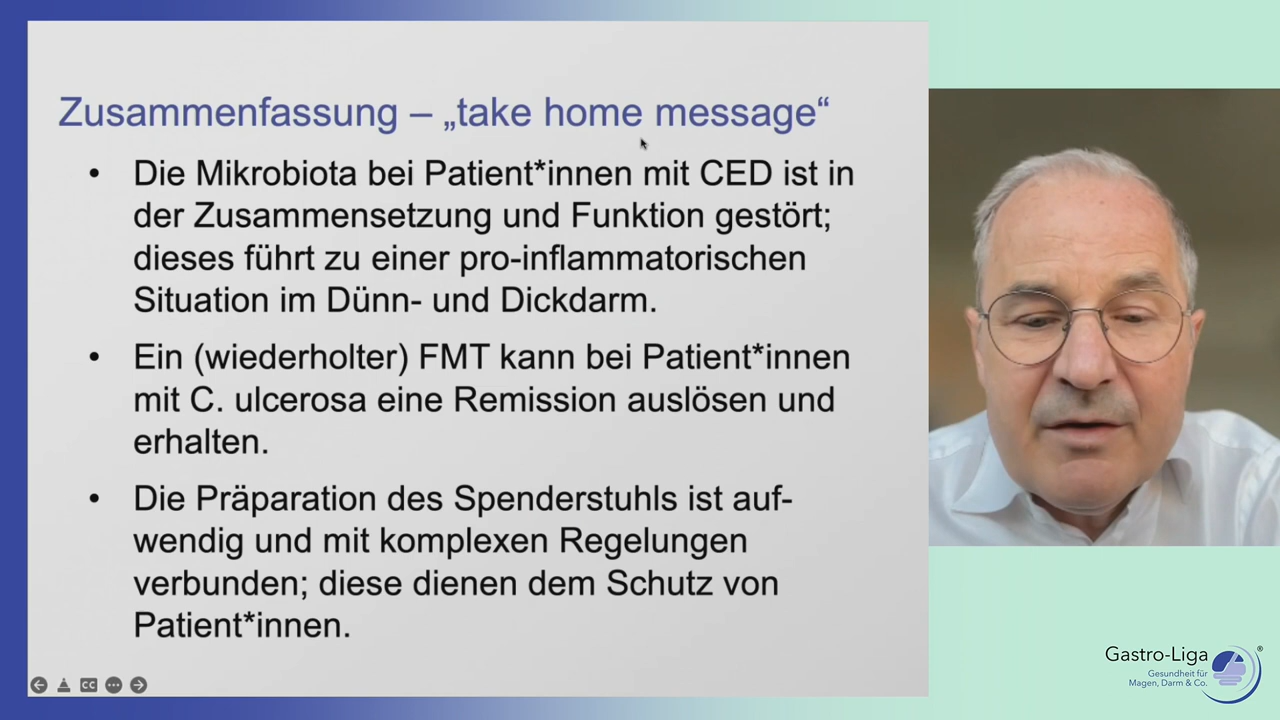 Zusammenfassung – „take home message“
• Die Mikrobiota bei Patient*innen mit CED ist in
der Zusammensetzung und Funktion gestört;
dieses führt zu einer pro-inflammatorischen
Situation im Dünn- und Dickdarm.
• Ein (wiederholter) FMT kann bei Patient*innen
mit C. ulcerosa eine Remission auslösen und
erhalten.
• Die Präparation des Spenderstuhls ist auf-
wendig und mit komplexen Regelungen
verbunden; diese dienen dem Schutz von
Patient*innen.
CC
Gastro-Liga ®
Gesundheit für
Magen, Darm & Co.